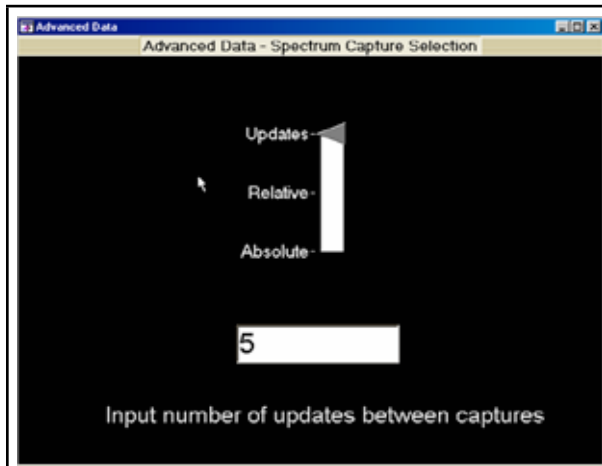 Advanced Data
Advanced Data - Spectrum Capture Selection
Updates
Relative
Absolute
5
Input number of updates between captures